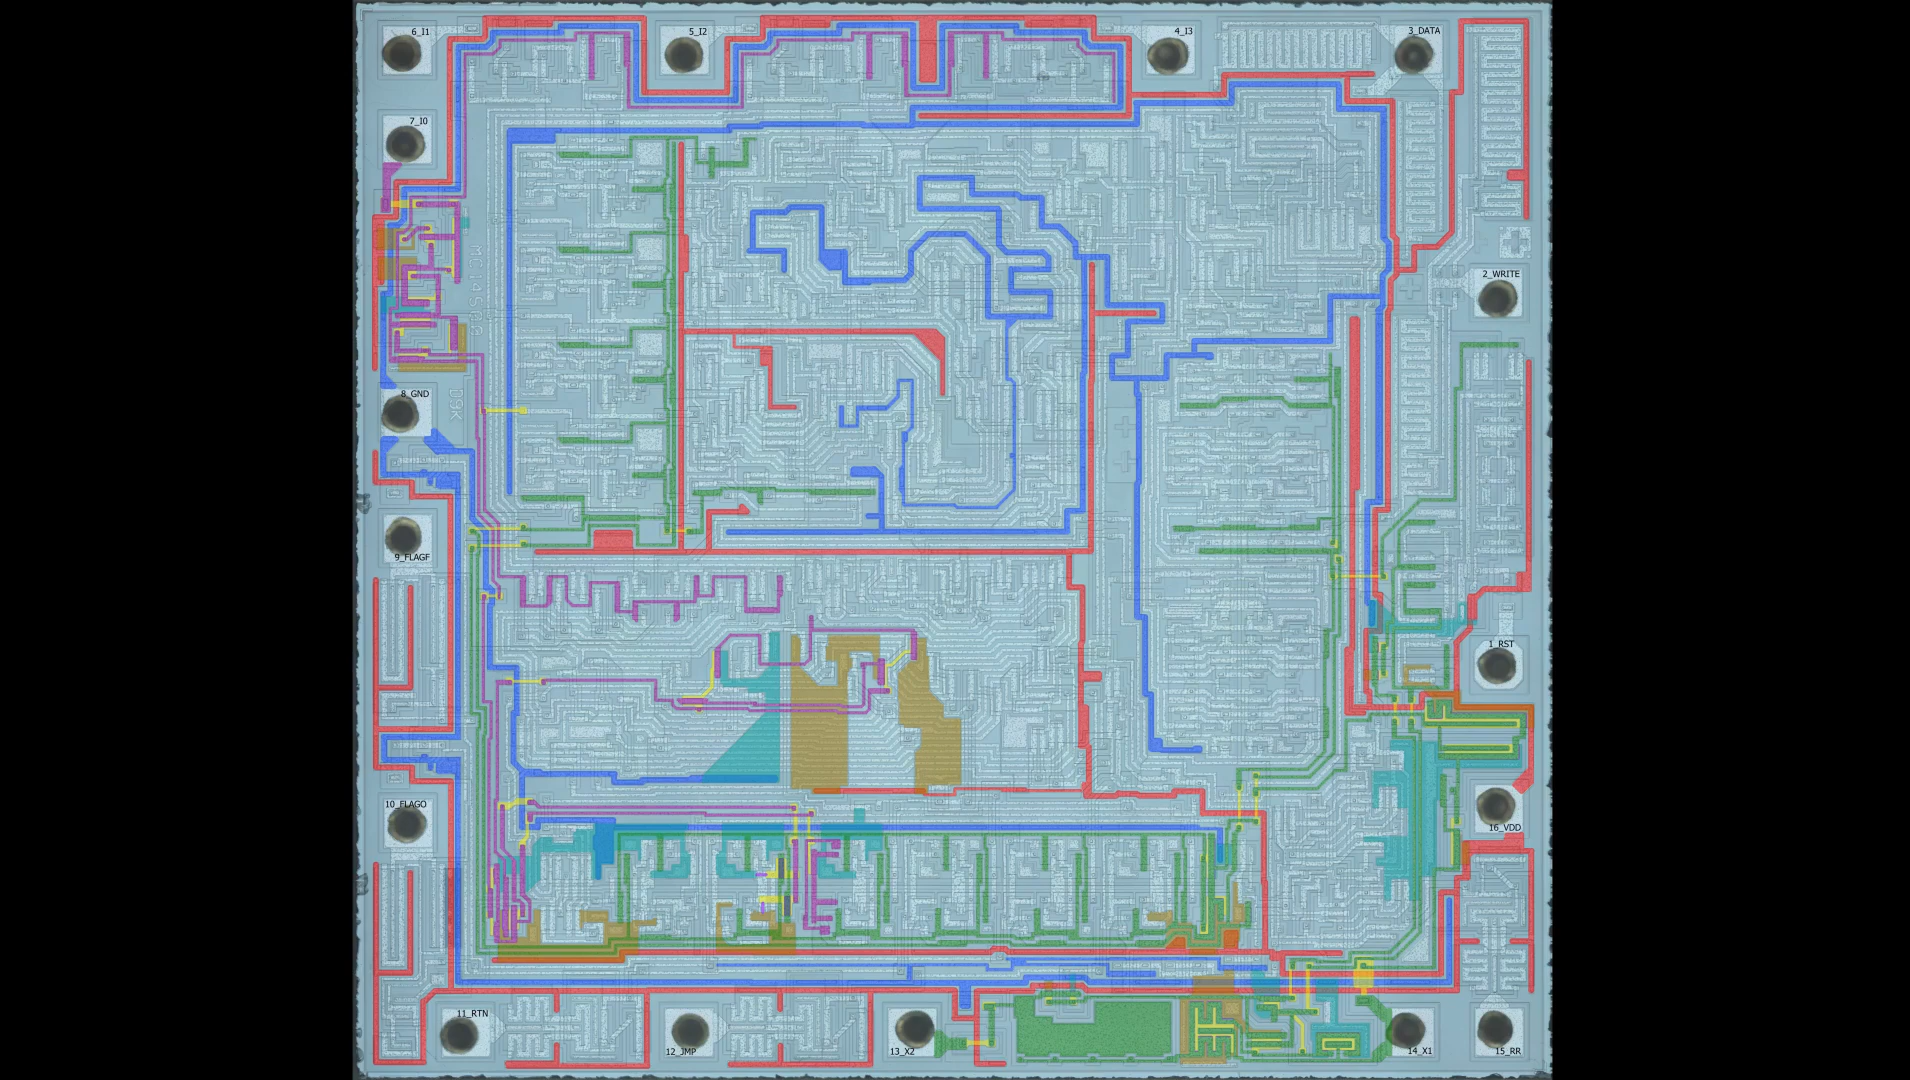 6_I1
5_I2
4_I3
3_DATA
7_I0
2_WRITE
8_GND
9_FLAGF
1_RST
10_FLAGO
16_VDD
11_RTN
12_JMP
13_X2
14_X1
15_RR